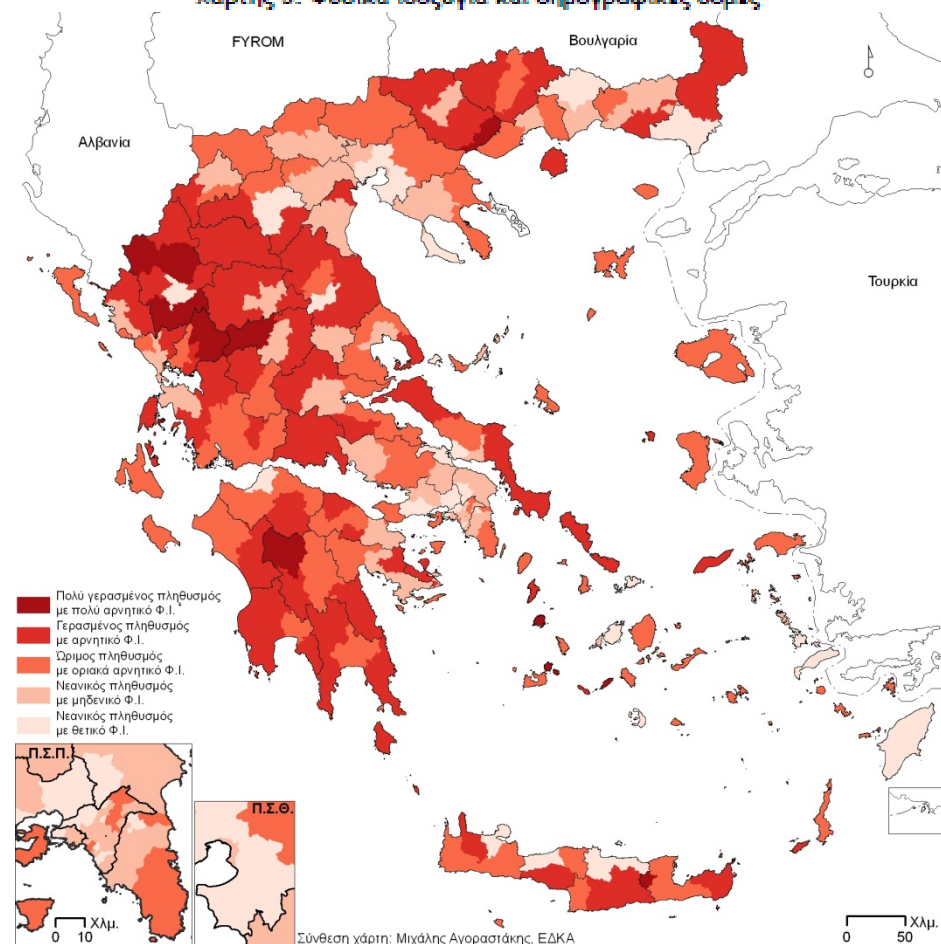 FYROM
Βουλγαρία
Αλβανία
Τουρκία
Πολύ γερασμένος πληθυσμός
με πολύ αρνητικό Φ.Ι.
Γερασμένος πληθυσμός
με αρνητικό Φ.Ι.
Ώριμος πληθυσμός
με οριακά αρνητικό Φ.Ι.
Νεανικός πληθυσμός
με μηδενικό Φ.Ι.
Νεανικός πληθυσμός
με θετικό Φ.Ι.
Π.Σ.Π.
Π.Σ.Θ.
Χλμ.
0 10
Σύνθεση χάρτη: Μιχάλης Αγοραστάκης, ΕΔΚΑ
Χλμ.
0 50